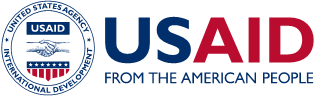 UNITED STATES AGENCY
USAID
INTERNATIONAL DEVELOPMENT
USAID
FROM THE AMERICAN PEOPLE